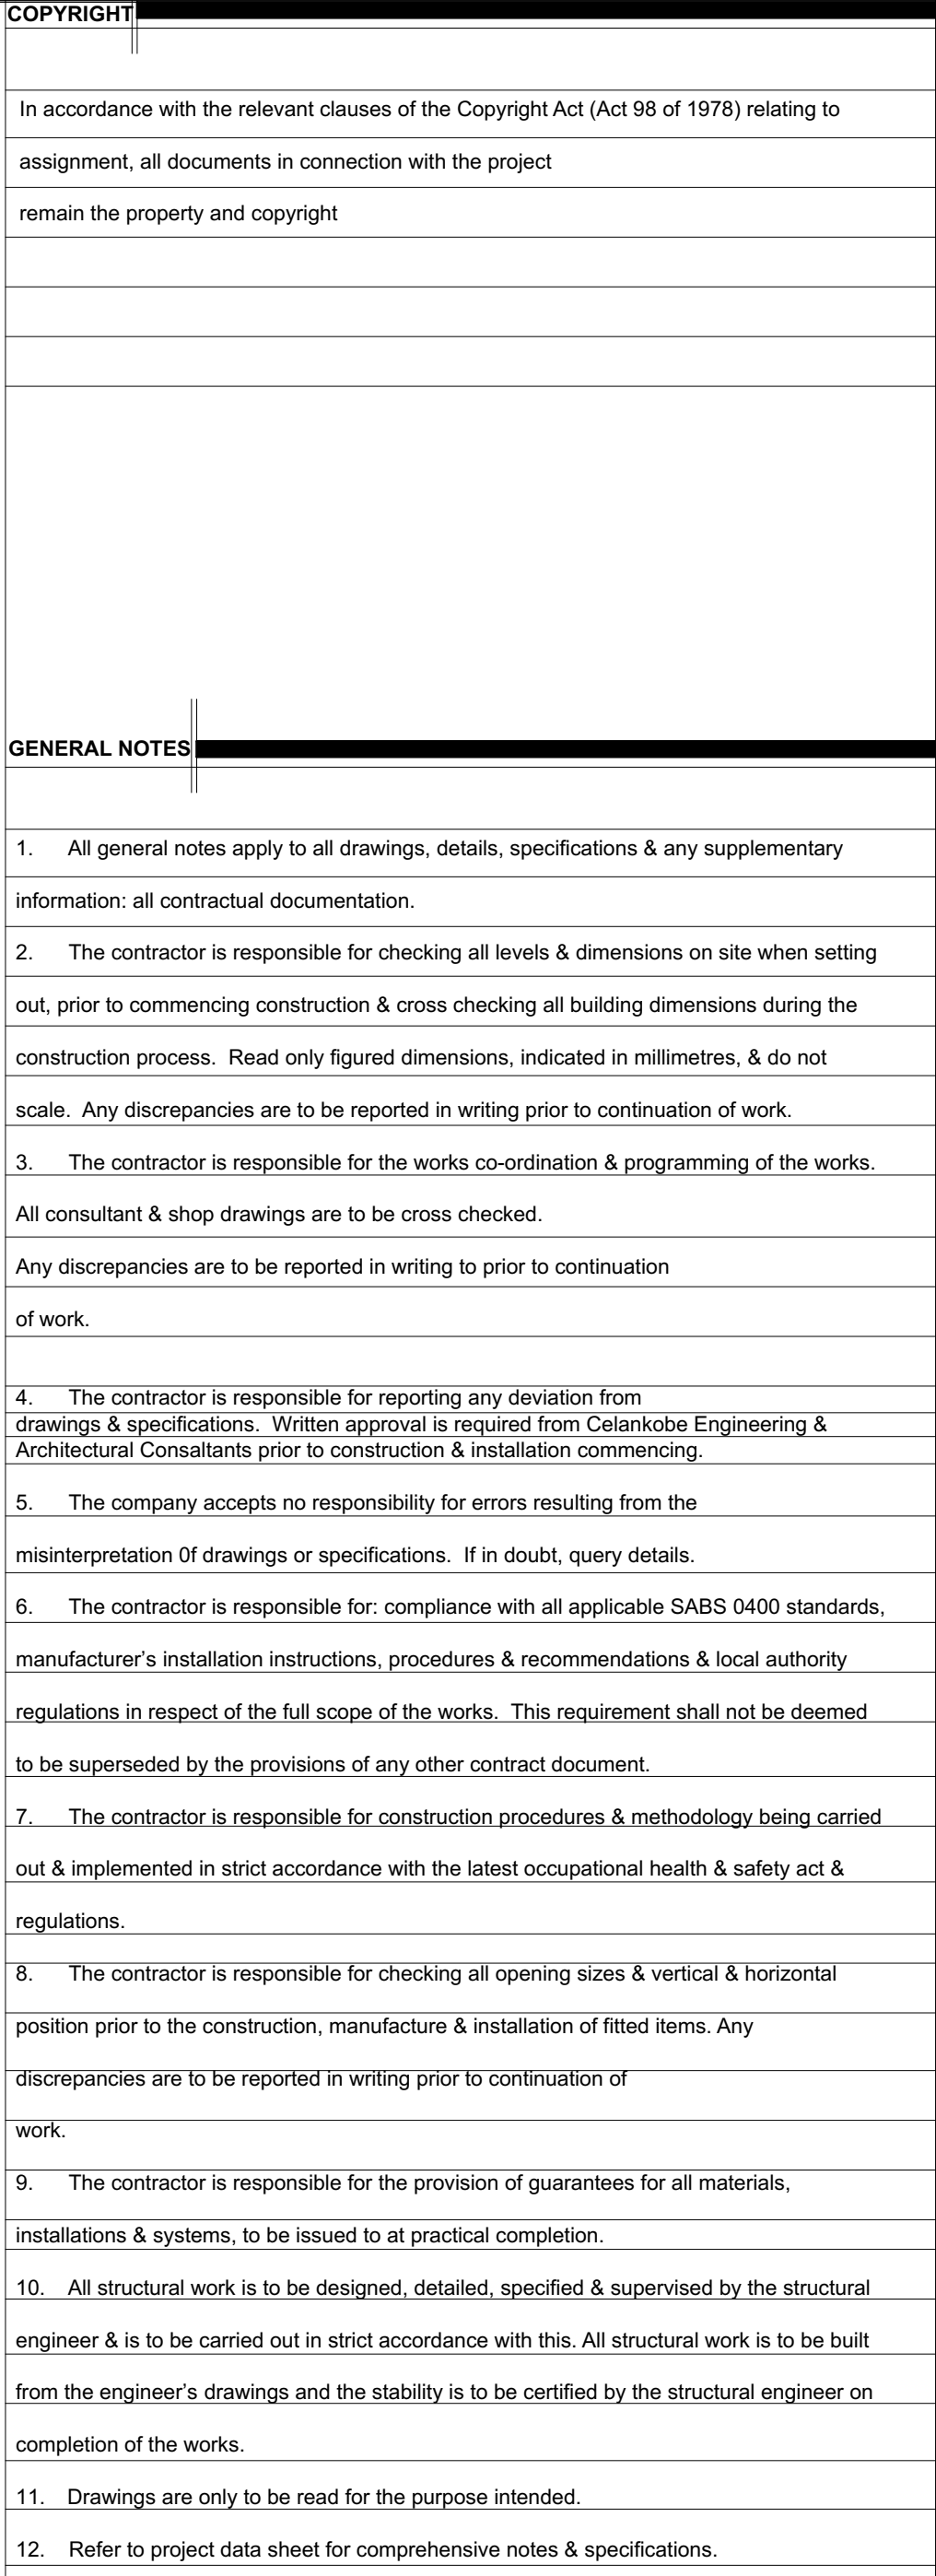 COPYRIGHT
In accordance with the relevant clauses of the Copyright Act (Act 98 of 1978) relating to
assignment, all documents in connection with the project
remain the property and copyright
GENERAL NOTES
1. All general notes apply to all drawings, details, specifications & any supplementary
information: all contractual documentation.
2. The contractor is responsible for checking all levels & dimensions on site when setting
out, prior to commencing construction & cross checking all building dimensions during the
construction process. Read only figured dimensions, indicated in millimetres, & do not
scale. Any discrepancies are to be reported in writing prior to continuation of work.
3. The contractor is responsible for the works co-ordination & programming of the works.
All consultant & shop drawings are to be cross checked.
Any discrepancies are to be reported in writing to prior to continuation
of work.
4. The contractor is responsible for reporting any deviation from
drawings & specifications. Written approval is required from Celankobe Engineering &
Architectural Consaltants prior to construction & installation commencing.
5. The company accepts no responsibility for errors resulting from the
misinterpretation 0f drawings or specifications. If in doubt, query details.
6. The contractor is responsible for: compliance with all applicable SABS 0400 standards,
manufacturer’s installation instructions, procedures & recommendations & local authority
regulations in respect of the full scope of the works. This requirement shall not be deemed
to be superseded by the provisions of any other contract document.
7. The contractor is responsible for construction procedures & methodology being carried
out & implemented in strict accordance with the latest occupational health & safety act &
regulations.
8. The contractor is responsible for checking all opening sizes & vertical & horizontal
position prior to the construction, manufacture & installation of fitted items. Any
discrepancies are to be reported in writing prior to continuation of
work.
9. The contractor is responsible for the provision of guarantees for all materials,
installations & systems, to be issued to at practical completion.
10. All structural work is to be designed, detailed, specified & supervised by the structural
engineer & is to be carried out in strict accordance with this. All structural work is to be built
from the engineer’s drawings and the stability is to be certified by the structural engineer on
completion of the works.
11. Drawings are only to be read for the purpose intended.
12. Refer to project data sheet for comprehensive notes & specifications.